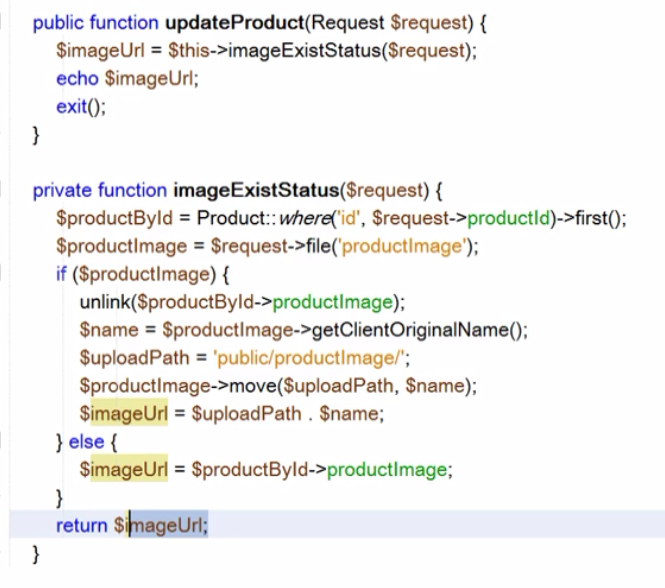 public function updateProduct(Request $request) {
$imageUrl = $this->imageExistStatus($request);
echo $imageUrl;
exit();
}
private function imageExistStatus($request) {
$productById = Product::where('id', $request->productId)->first();
$productImage = $request->file('productImage');
if ($productImage) {
unlink($productById->productImage);
$name = $productImage->getClientOriginalName();
$uploadPath = 'public/productImage/';
$productImage->move($uploadPath, $name);
$imageUrl = $uploadPath . $name;
} else {
$imageUrl = $productById->productImage;
}
return $imageUrl;
}